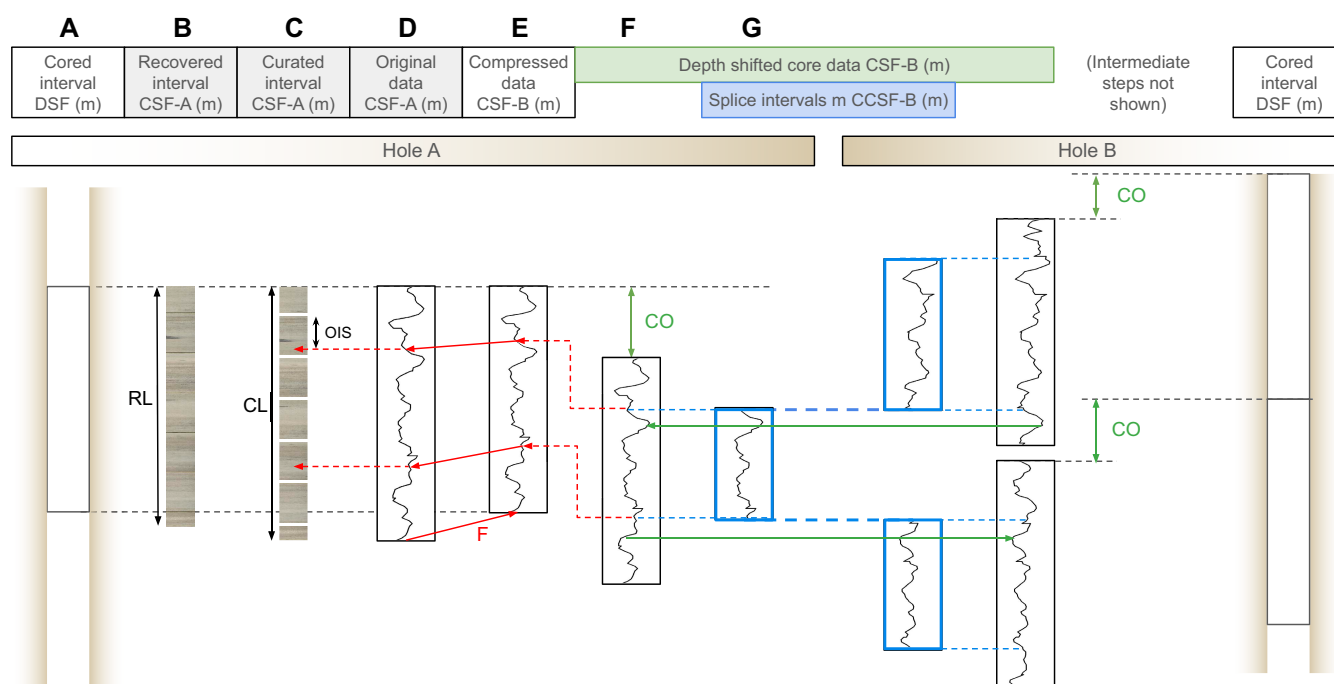 A B C D E F G
Cored interval DSF (m)
Recovered interval CSF-A (m)
Curated interval CSF-A (m)
Original data CSF-A (m)
Compressed data CSF-B (m)
Depth shifted core data CSF-B (m)
Splice intervals m CCSF-B (m)
(Intermediate steps not shown)
Cored interval DSF (m)
Hole A
Hole B
CO
OIS
CO
RL
CL
CO
F